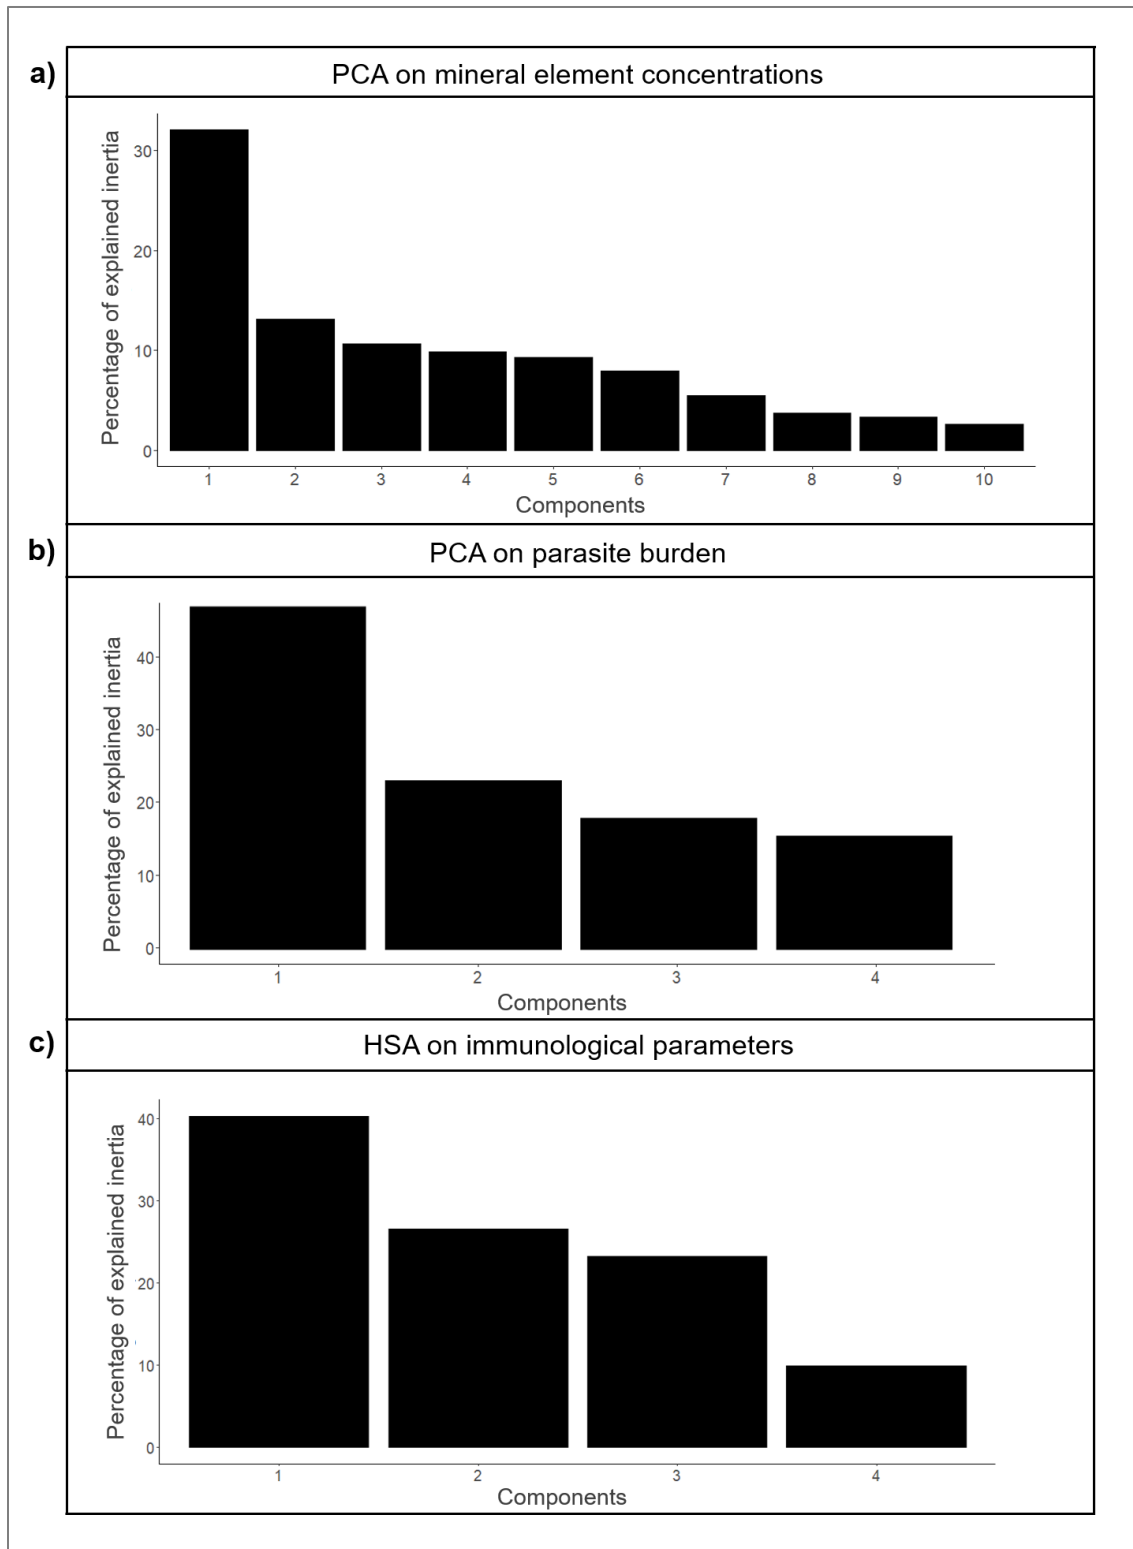 a)
PCA on mineral element concentrations
Percentage of explained inertia
30
20
10
0
1 2 3 4 5 6 7 8 9 10
Components
b)
PCA on parasite burden
Percentage of explained inertia
40
30
20
10
0
1 2 3 4
Components
c)
HSA on immunological parameters
Percentage of explained inertia
40
30
20
10
0
1 2 3 4
Components